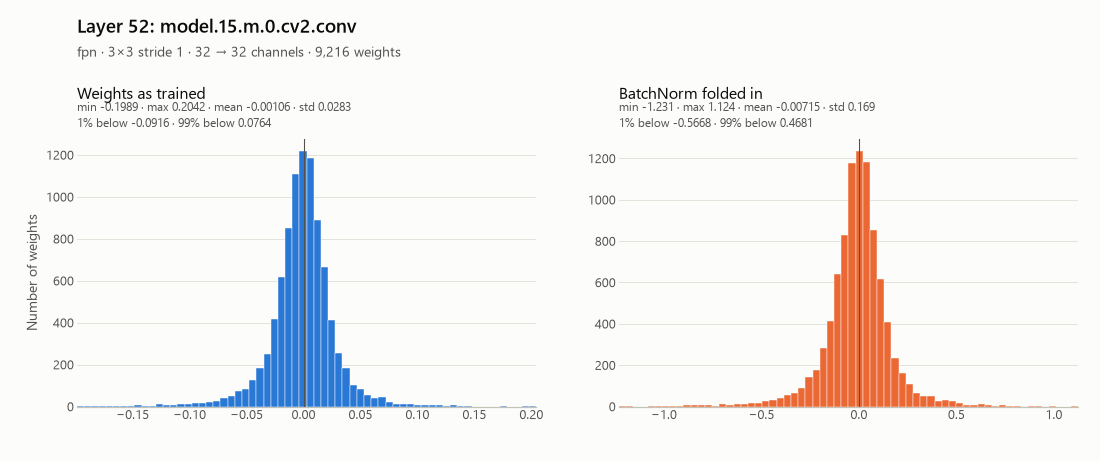 Layer 52: model.15.m.0.cv2.conv
fpn · 3×3 stride 1 · 32 → 32 channels · 9,216 weights
Weights as trained
min -0.1989 · max 0.2042 · mean -0.00106 · std 0.0283
1% below -0.0916 · 99% below 0.0764
Number of weights
1200
1000
800
600
400
200
0
−0.15 −0.10 −0.05 0.00 0.05 0.10 0.15 0.20
BatchNorm folded in
min -1.231 · max 1.124 · mean -0.00715 · std 0.169
1% below -0.5668 · 99% below 0.4681
1200
1000
800
600
400
200
0
−1.0 −0.5 0.0 0.5 1.0